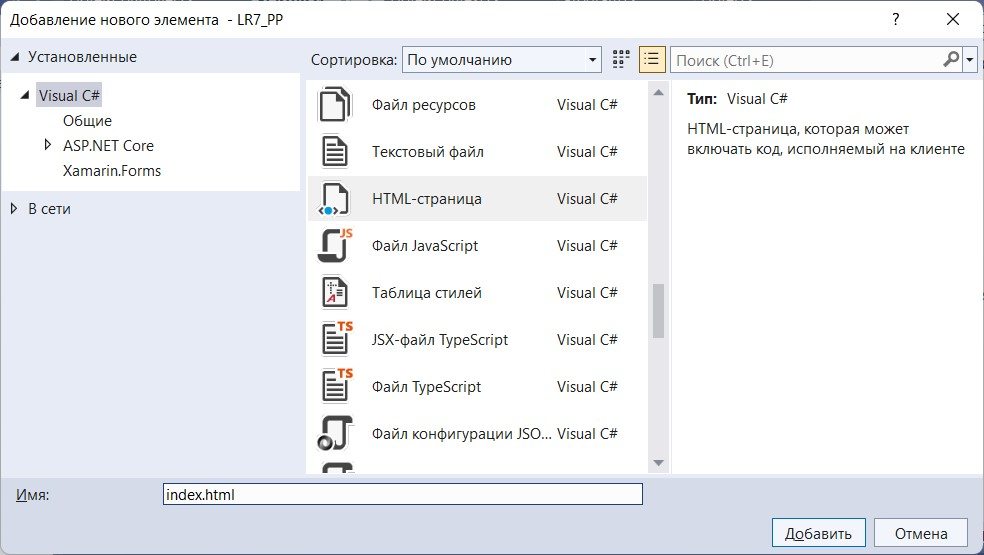 Добавление нового элемента - LR7_PP
?
Установленные
Visual C#
Общие
ASP.NET Core
Xamarin.Forms
В сети
Сортировка:
По умолчанию
Поиск (Ctrl+E)
Файл ресурсов Visual C#
Текстовый файл Visual C#
HTML-страница Visual C#
Файл JavaScript Visual C#
Таблица стилей Visual C#
JSX-файл TypeScript Visual C#
Файл TypeScript Visual C#
Файл конфигурации JSO... Visual C#
JS
A
TS
TS
Тип: Visual C#
HTML-страница, которая может
включать код, исполняемый на клиенте
Имя:
index.html
Добавить
Отмена